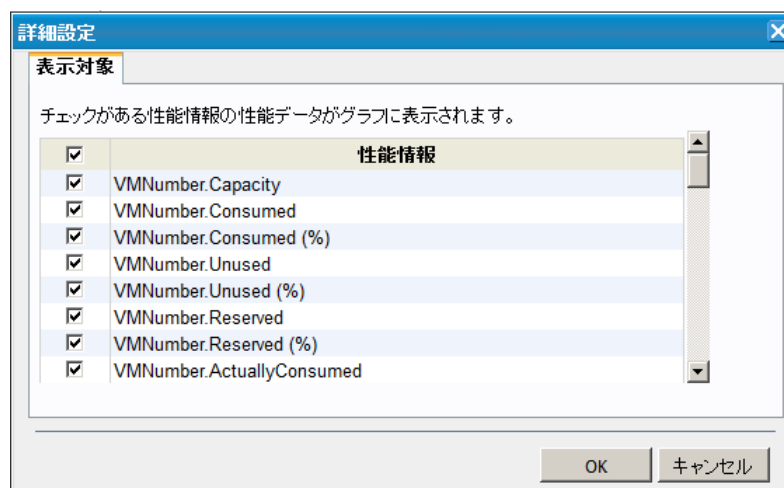 詳細設定
表示対象
チェックがある性能情報の性能データがグラフに表示されます。
性能情報
VMNumber.Capacity
VMNumber.Consumed
VMNumber.Consumed (%)
VMNumber.Unused
VMNumber.Unused (%)
VMNumber.Reserved
VMNumber.Reserved (%)
VMNumber.ActuallyConsumed
OK キャンセル